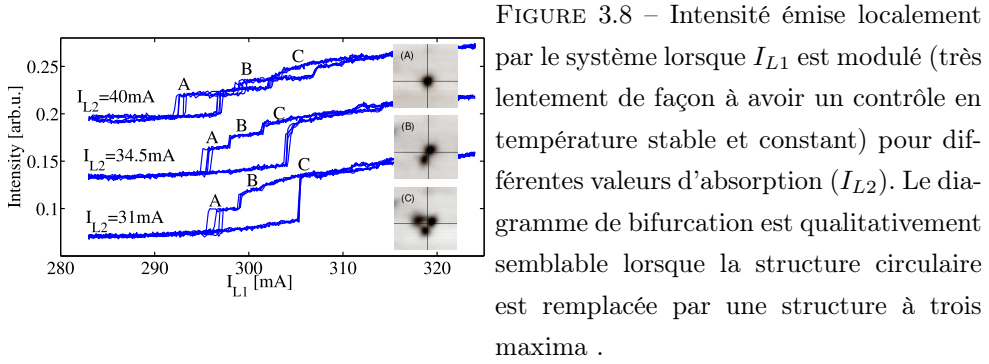 Intensity [arb.u.]
0.25
0.2
0.15
0.1
280
290
300
310
320
I_L1 [mA]
I_L2=40mA
A
B
C
I_L2=34.5mA
A
B
C
I_L2=31mA
A
B
C
(A)
(B)
(C)
FIGURE 3.8 – Intensité émise localement
par le système lorsque I_L1 est modulé (très
lentement de façon à avoir un contrôle en
température stable et constant) pour dif-
férentes valeurs d'absorption (I_L2). Le dia-
gramme de bifurcation est qualitativement
semblable lorsque la structure circulaire
est remplacée par une structure à trois
maxima .